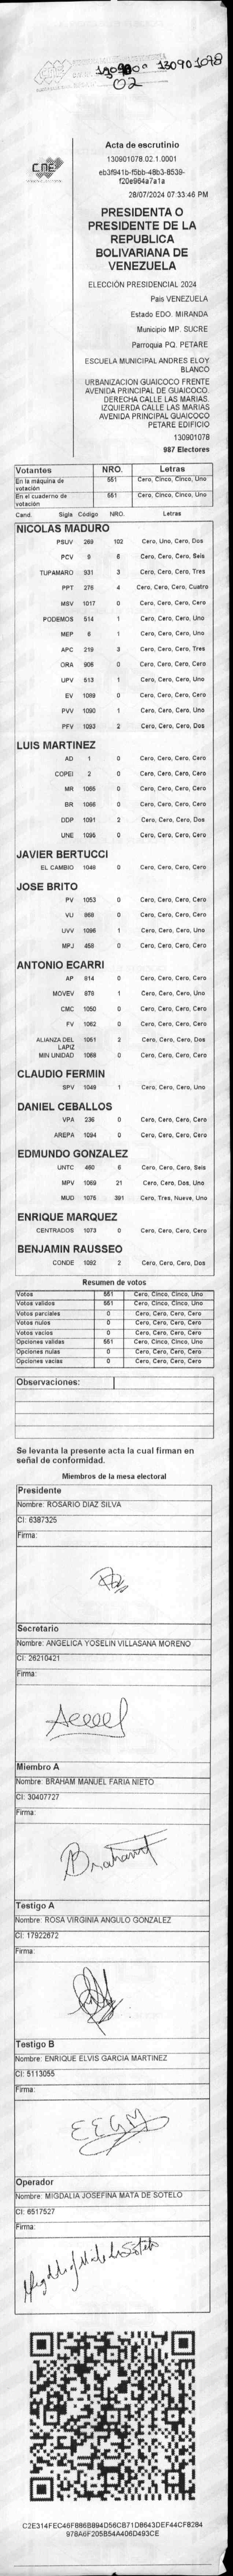 130901078
02
CNE
Acta de escrutinio
130901078.02.1.0001
28/07/2024 07:33:46 PM
PRESIDENTA O
PRESIDENTE DE LA
REPUBLICA
BOLIVARIANA DE
VENEZUELA
ELECCIÓN PRESIDENCIAL 2024
País VENEZUELA
Estado EDO. MIRANDA
Municipio MP. SUCRE
Parroquia PQ. PETARE
ESCUELA MUNICIPAL ANDRES ELOY
BLANCO
URBANIZACION GUAICOCO FRENTE
AVENIDA PRINCIPAL DE GUAICOCO.
DERECHA CALLE LAS MARIAS.
IZQUIERDA CALLE LAS MARIAS
AVENIDA PRINCIPAL GUAICOCO
PETARE EDIFICIO
130901078
987 Electores
Votantes NRO. Letras
En la máquina de votación 551 Cero, Cinco, Cinco, Uno
En el cuaderno de votación 551 Cero, Cinco, Cinco, Uno
Cand. Sigla Código NRO. Letras
NICOLAS MADURO
PSUV 269 102 Cero, Uno, Cero, Dos
PCV 9 6 Cero, Cero, Cero, Seis
TUPAMARO 931 3 Cero, Cero, Cero, Tres
PPT 276 4 Cero, Cero, Cero, Cuatro
MSV 1017 0 Cero, Cero, Cero, Cero
PODEMOS 514 1 Cero, Cero, Cero, Uno
MEP 6 1 Cero, Cero, Cero, Uno
APC 219 3 Cero, Cero, Cero, Tres
ORA 906 0 Cero, Cero, Cero, Cero
UPV 513 1 Cero, Cero, Cero, Uno
EV 1089 0 Cero, Cero, Cero, Cero
PVV 1090 1 Cero, Cero, Cero, Uno
PFV 1093 2 Cero, Cero, Cero, Dos
LUIS MARTINEZ
AD 1 0 Cero, Cero, Cero, Cero
COPEI 2 0 Cero, Cero, Cero, Cero
MR 1065 0 Cero, Cero, Cero, Cero
BR 1066 0 Cero, Cero, Cero, Cero
DDP 1091 2 Cero, Cero, Cero, Dos
UNE 1095 0 Cero, Cero, Cero, Cero
JAVIER BERTUCCI
EL CAMBIO 1046 0 Cero, Cero, Cero, Cero
JOSE BRITO
PV 1053 0 Cero, Cero, Cero, Cero
VU 868 0 Cero, Cero, Cero, Cero
UVV 1096 1 Cero, Cero, Cero, Uno
MPJ 458 0 Cero, Cero, Cero, Cero
ANTONIO ECARRI
AP 814 0 Cero, Cero, Cero, Cero
MOVEV 978 1 Cero, Cero, Cero, Uno
CMC 1050 0 Cero, Cero, Cero, Cero
FV 1062 0 Cero, Cero, Cero, Cero
ALIANZA DEL LAPIZ 1051 2 Cero, Cero, Cero, Dos
MIN UNIDAD 1068 0 Cero, Cero, Cero, Cero
CLAUDIO FERMIN
SPV 1049 1 Cero, Cero, Cero, Uno
DANIEL CEBALLOS
VPA 236 0 Cero, Cero, Cero, Cero
AREPA 1094 0 Cero, Cero, Cero, Cero
EDMUNDO GONZALEZ
UNTC 460 6 Cero, Cero, Cero, Seis
MPV 1069 21 Cero, Cero, Dos, Uno
MUD 1076 391 Cero, Tres, Nueve, Uno
ENRIQUE MARQUEZ
CENTRADOS 1073 0 Cero, Cero, Cero, Cero
BENJAMIN RAUSSEO
CONDE 1092 2 Cero, Cero, Cero, Dos
Resumen de votos
Votos 551 Cero, Cinco, Cinco, Uno
Votos validos 551 Cero, Cinco, Cinco, Uno
Votos parciales 0 Cero, Cero, Cero, Cero
Votos nulos 0 Cero, Cero, Cero, Cero
Votos vacios 0 Cero, Cero, Cero, Cero
Opciones validas 551 Cero, Cinco, Cinco, Uno
Opciones nulas 0 Cero, Cero, Cero, Cero
Opciones vacias 0 Cero, Cero, Cero, Cero
Observaciones:
Se levanta la presente acta la cual firman en
señal de conformidad.
Miembros de la mesa electoral
Presidente
Nombre: ROSARIO DIAZ SILVA
CI: 6387325
Firma:
Secretario
Nombre: ANGELICA YOSELIN VILLASANA MORENO
CI: 26210421
Firma:
Miembro A
Nombre: BRAHAM MANUEL FARIA NIETO
CI: 30407727
Firma:
Testigo A
Nombre: ROSA VIRGINIA ANGULO GONZALEZ
CI: 17922672
Firma:
Testigo B
Nombre: ENRIQUE ELVIS GARCIA MARTINEZ
CI: 5113055
Firma:
EEGM
Operador
Nombre: MIGDALIA JOSEFINA MATA DE SOTELO
CI: 6517527
Firma:
C2E314FEC46F886B894D56CB71D8643DEF44CF8284
978A6F205B54A406D493CE